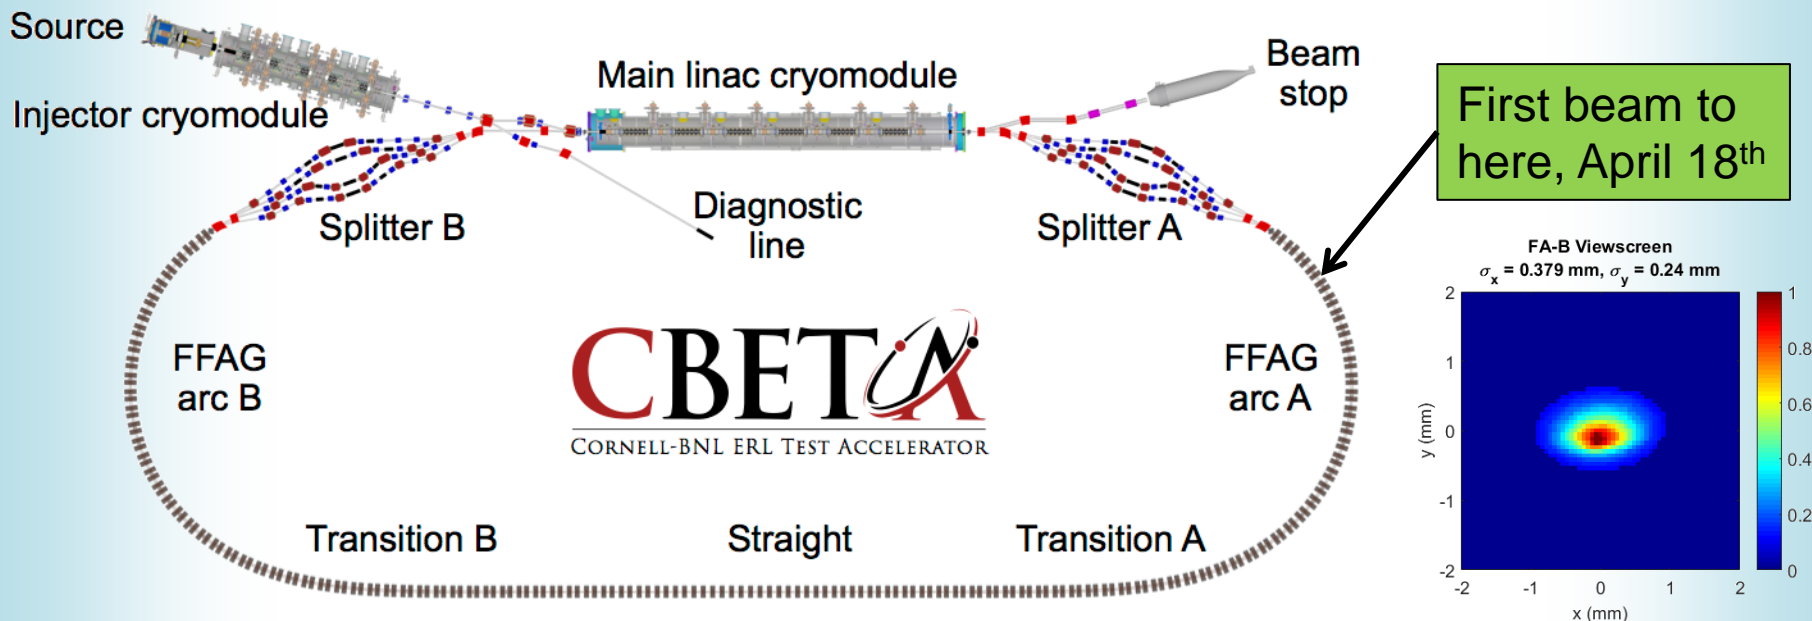 Source
Injector cryomodule
Main linac cryomodule
Beam
stop
First beam to
here, April 18th
Splitter B
Diagnostic
line
Splitter A
FFAG
arc B
CBETA
CORNELL-BNL ERL TEST ACCELERATOR
FFAG
arc A
Transition B
Straight
Transition A
FA-B Viewscreen
σx = 0.379 mm, σy = 0.24 mm
2
1
0
-1
-2
y (mm)
-2
-1
0
1
2
x (mm)
1
0.8
0.6
0.4
0.2
0